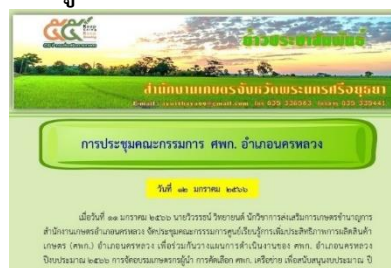 ข่าวประชาสัมพันธ์
สำนักงานเกษตรจังหวัดพระนครศรีอยุธยา
การประชุมคณะกรรมการ ศพก. อำเภอนครหลวง
วันที่ ๑๒ มกราคม ๒๕๖๖
เมื่อวันที่ ๑๑ มกราคม ๒๕๖๖ นายวิวรรธน์ วิทยานนต์ นักวิชาการส่งเสริมการเกษตรชำนาญการ
สำนักงานเกษตรอำเภอนครหลวง จัดประชุมคณะกรรมการศูนย์เรียนรู้การเพิ่มประสิทธิภาพการผลิตสินค้า
เกษตร (ศพก.) อำเภอนครหลวง เพื่อร่วมกันวางแผนการดำเนินงานของ ศพก. อำเภอนครหลวง
ปีงบประมาณ ๒๕๖๖ การจัดอบรมเกษตรกรผู้นำ การคัดเลือก ศพก. เครือข่าย เพื่อสนับสนุนงบประมาณ ปี